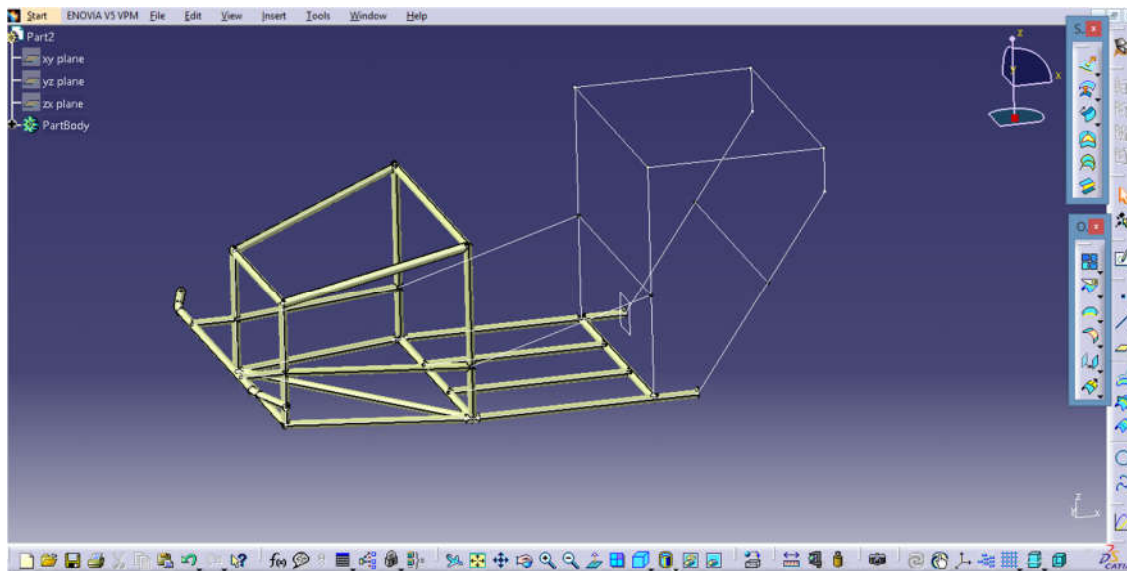 Start ENOVIA V5 VPM File Edit View Insert Tools Window Help
Part2
xy plane
yz plane
zx plane
PartBody
S..
O..
z
x
y
f(x)
z
x
CATIA